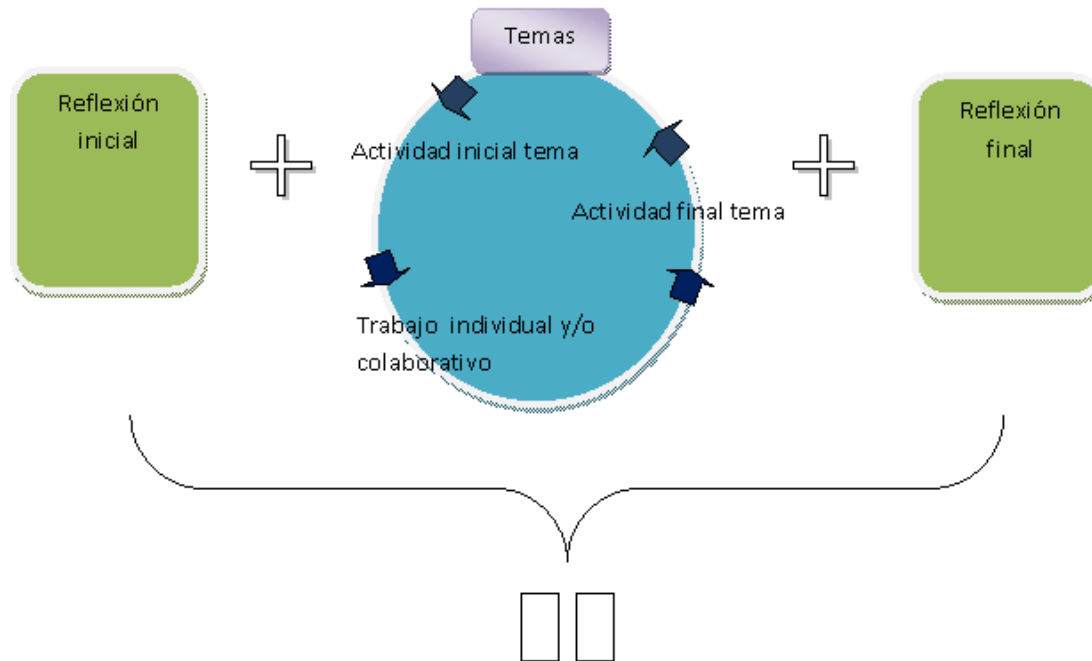 Temas
Reflexión
inicial
Actividad inicial tema
Actividad final tema
Trabajo individual y/o
colaborativo
Reflexión
final